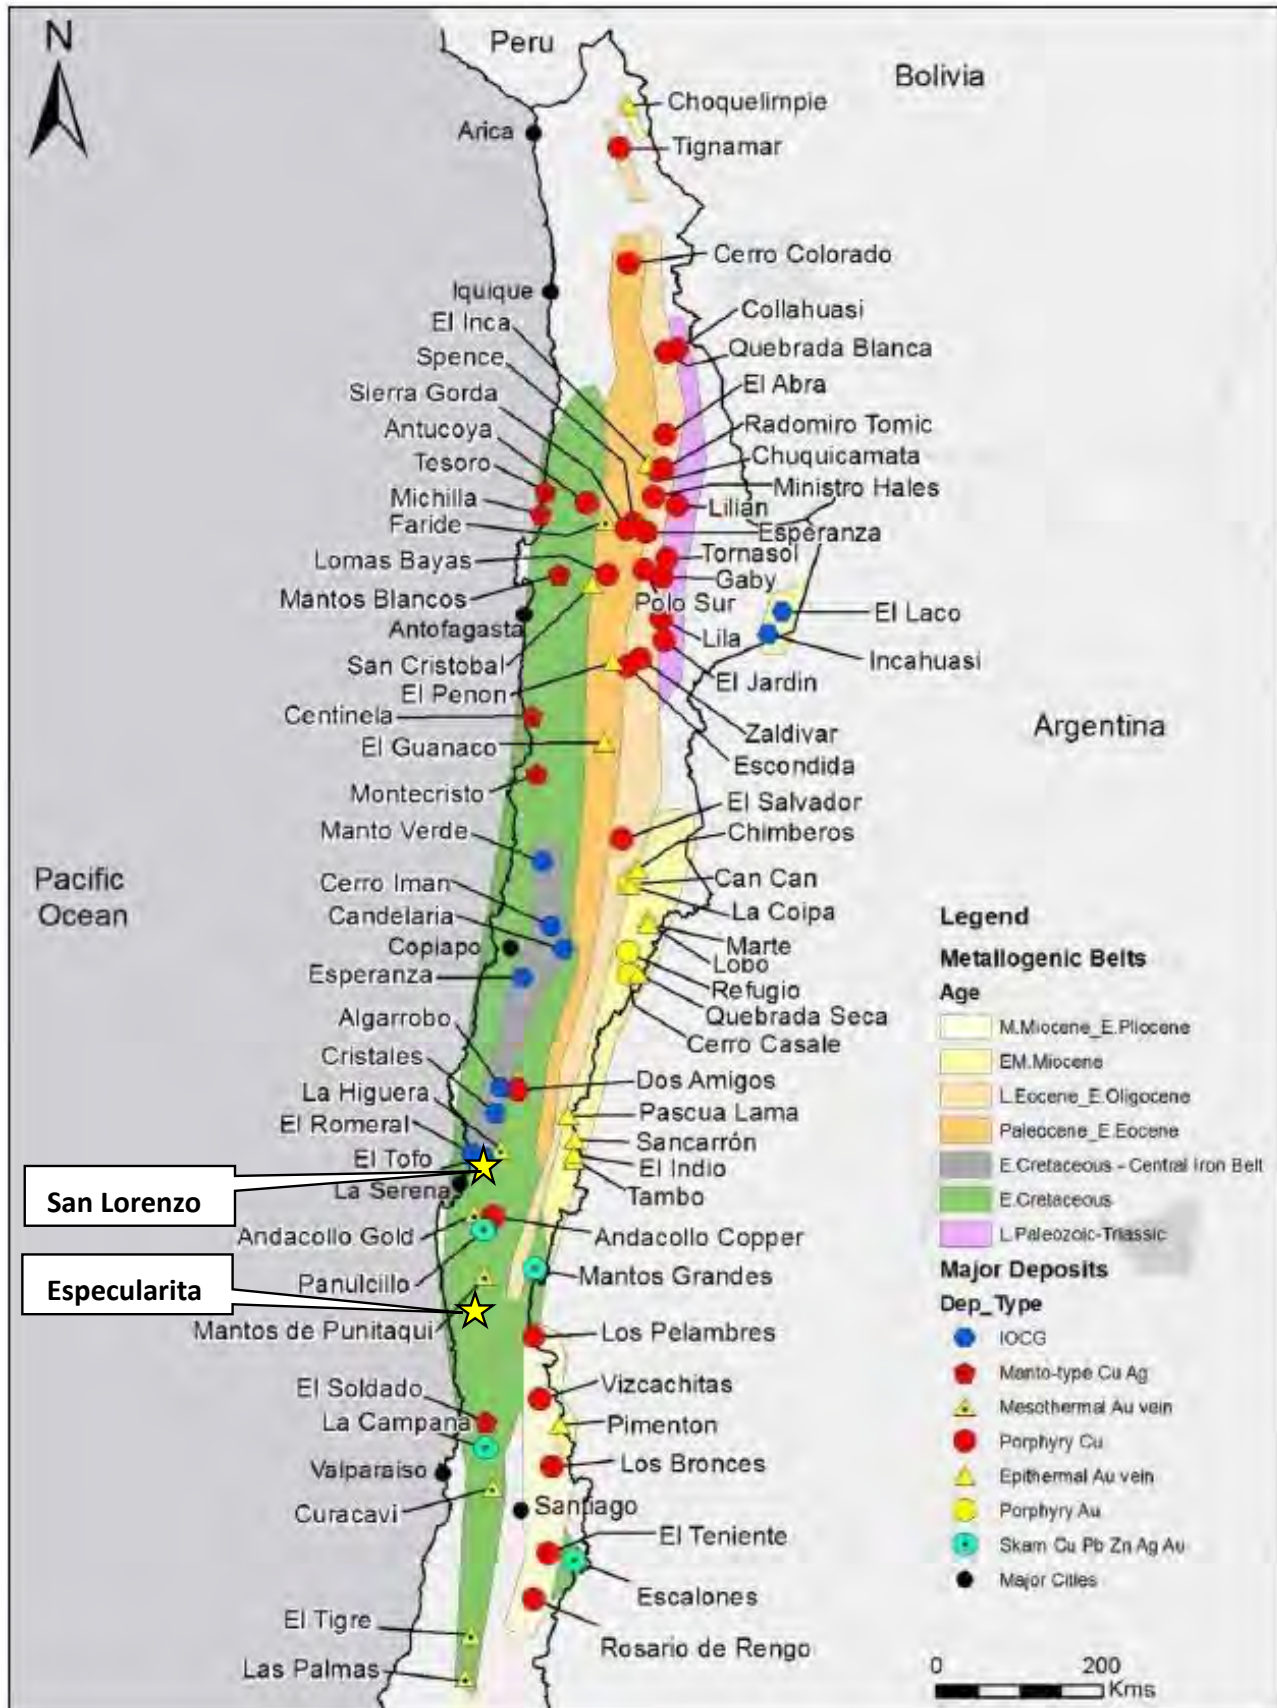 N
Peru
Bolivia
Choquelimpie
Arica
Tignamar
Cerro Colorado
Iquique
Collahuasi
El Inca
Quebrada Blanca
Spence
El Abra
Sierra Gorda
Radomiro Tomic
Antucoya
Chuquicamata
Tesoro
Ministro Hales
Michilla
Lilian
Faride
Esperanza
Tornasol
Lomas Bayas
Gaby
Mantos Blancos
Polo Sur
El Laco
Antofagasta
Lila
Incahuasi
San Cristobal
El Jardin
El Penon
Centinela
Zaldivar
Argentina
El Guanaco
Escondida
Montecristo
El Salvador
Manto Verde
Chimberos
Pacific
Ocean
Cerro Iman
Can Can
Candelaria
La Coipa
Copiapo
Marte
Lobo
Esperanza
Refugio
Quebrada Seca
Algarrobo
Cerro Casale
Cristales
Dos Amigos
La Higuera
Pascua Lama
El Romeral
Sancarrón
El Tofo
El Indio
La Serena
Tambo
San Lorenzo
Andacollo Gold
Andacollo Copper
Panulcillo
Mantos Grandes
Especularita
Mantos de Punitaqui
Los Pelambres
El Soldado
Vizcachitas
La Campana
Pimenton
Valparaiso
Los Bronces
Curacavi
Santiago
El Teniente
Escalones
El Tigre
Rosario de Rengo
Las Palmas
Legend
Metallogenic Belts
Age
M.Miocene_E.Pliocene
EM.Miocene
L.Eocene_E.Oligocene
Paleocene_E.Eocene
E.Cretaceous - Central Iron Belt
E.Cretaceous
L.Paleozoic-Triassic
Major Deposits
Dep_Type
IOCG
Manto-type Cu Ag
Mesothermal Au vein
Porphyry Cu
Epithermal Au vein
Porphyry Au
Skarn Cu Pb Zn Ag Au
Major Cities
0 200
Kms